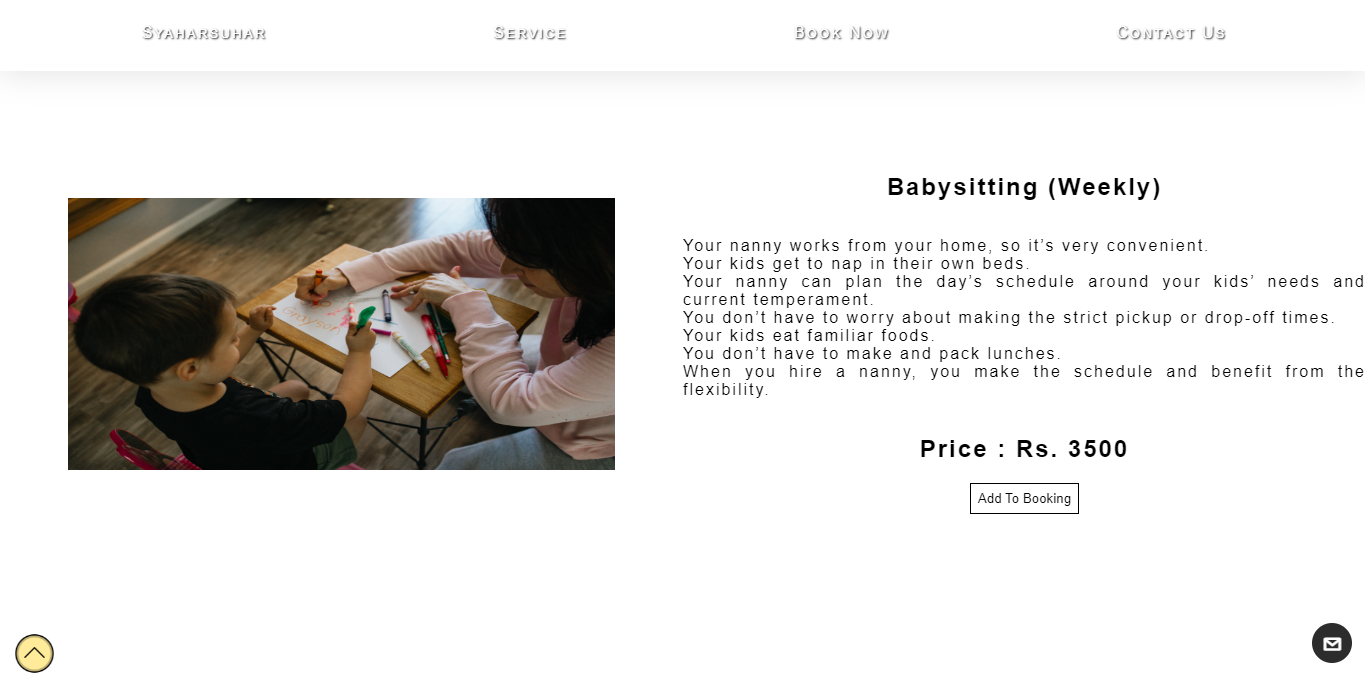 Syaharsuhar Service Book Now Contact Us
Babysitting (Weekly)
Your nanny works from your home, so it’s very convenient.
Your kids get to nap in their own beds.
Your nanny can plan the day’s schedule around your kids’ needs and
current temperament.
You don’t have to worry about making the strict pickup or drop-off times.
Your kids eat familiar foods.
You don’t have to make and pack lunches.
When you hire a nanny, you make the schedule and benefit from the
flexibility.
Price : Rs. 3500
Add To Booking
Grayson